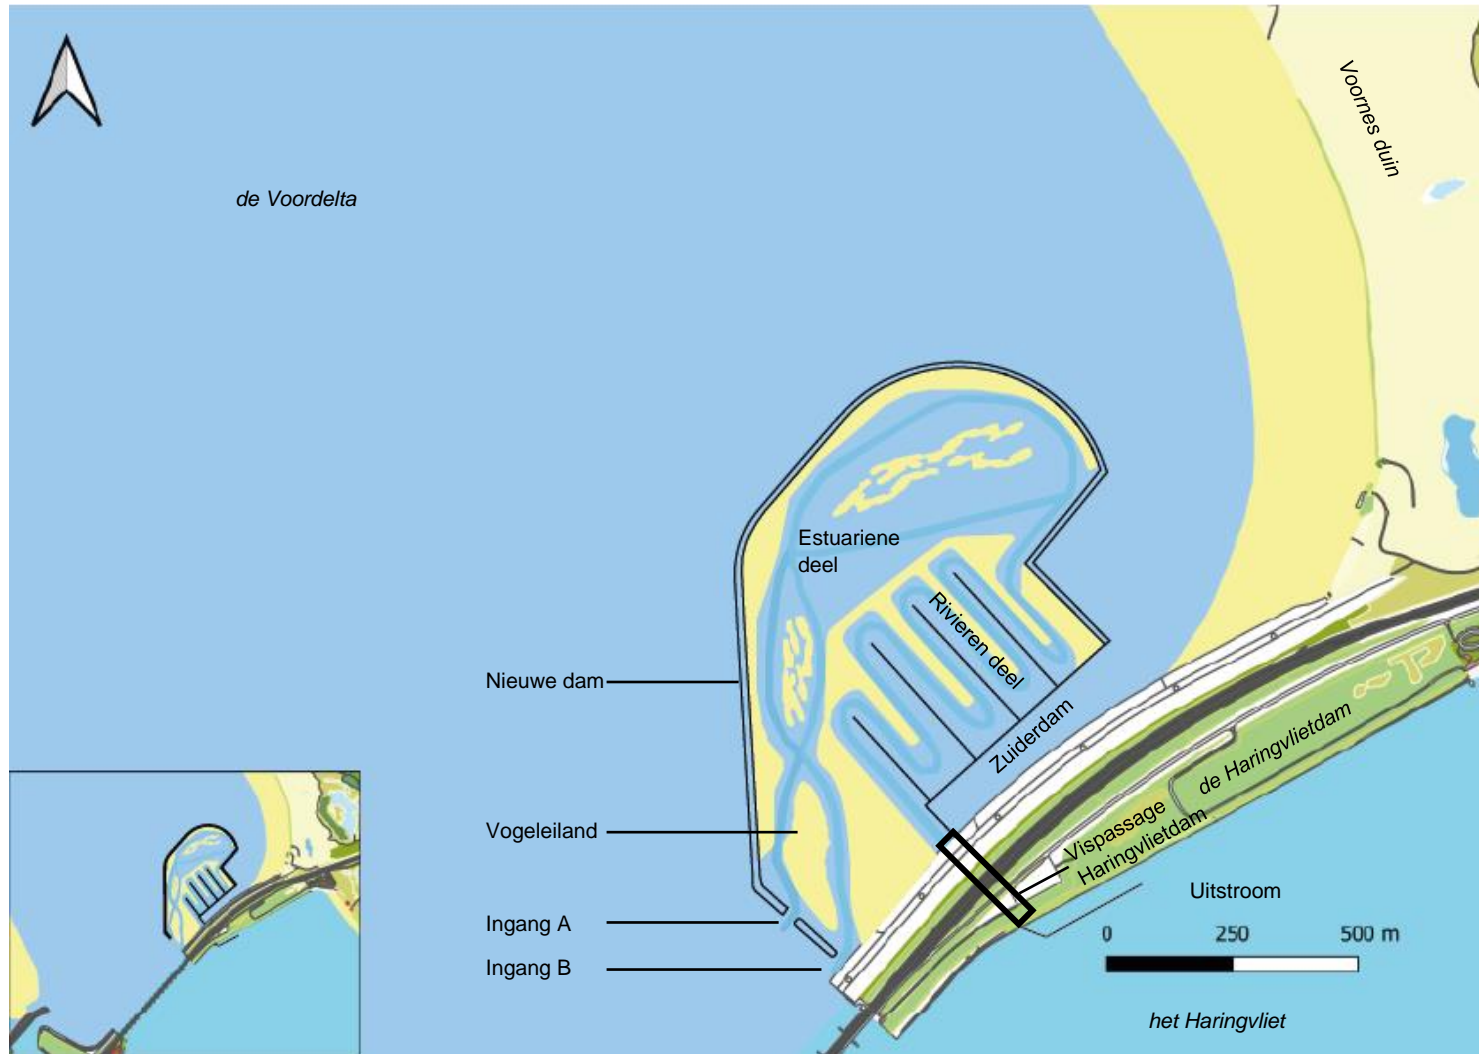 Voornes duin
de Voordelta
Estuariene
deel
Rivieren deel
Nieuwe dam
Zuiderdam
de Haringvlietdam
Vogeleiland
Vispassage
Haringvlietdam
Uitstroom
Ingang A
Ingang B
0 250 500 m
het Haringvliet